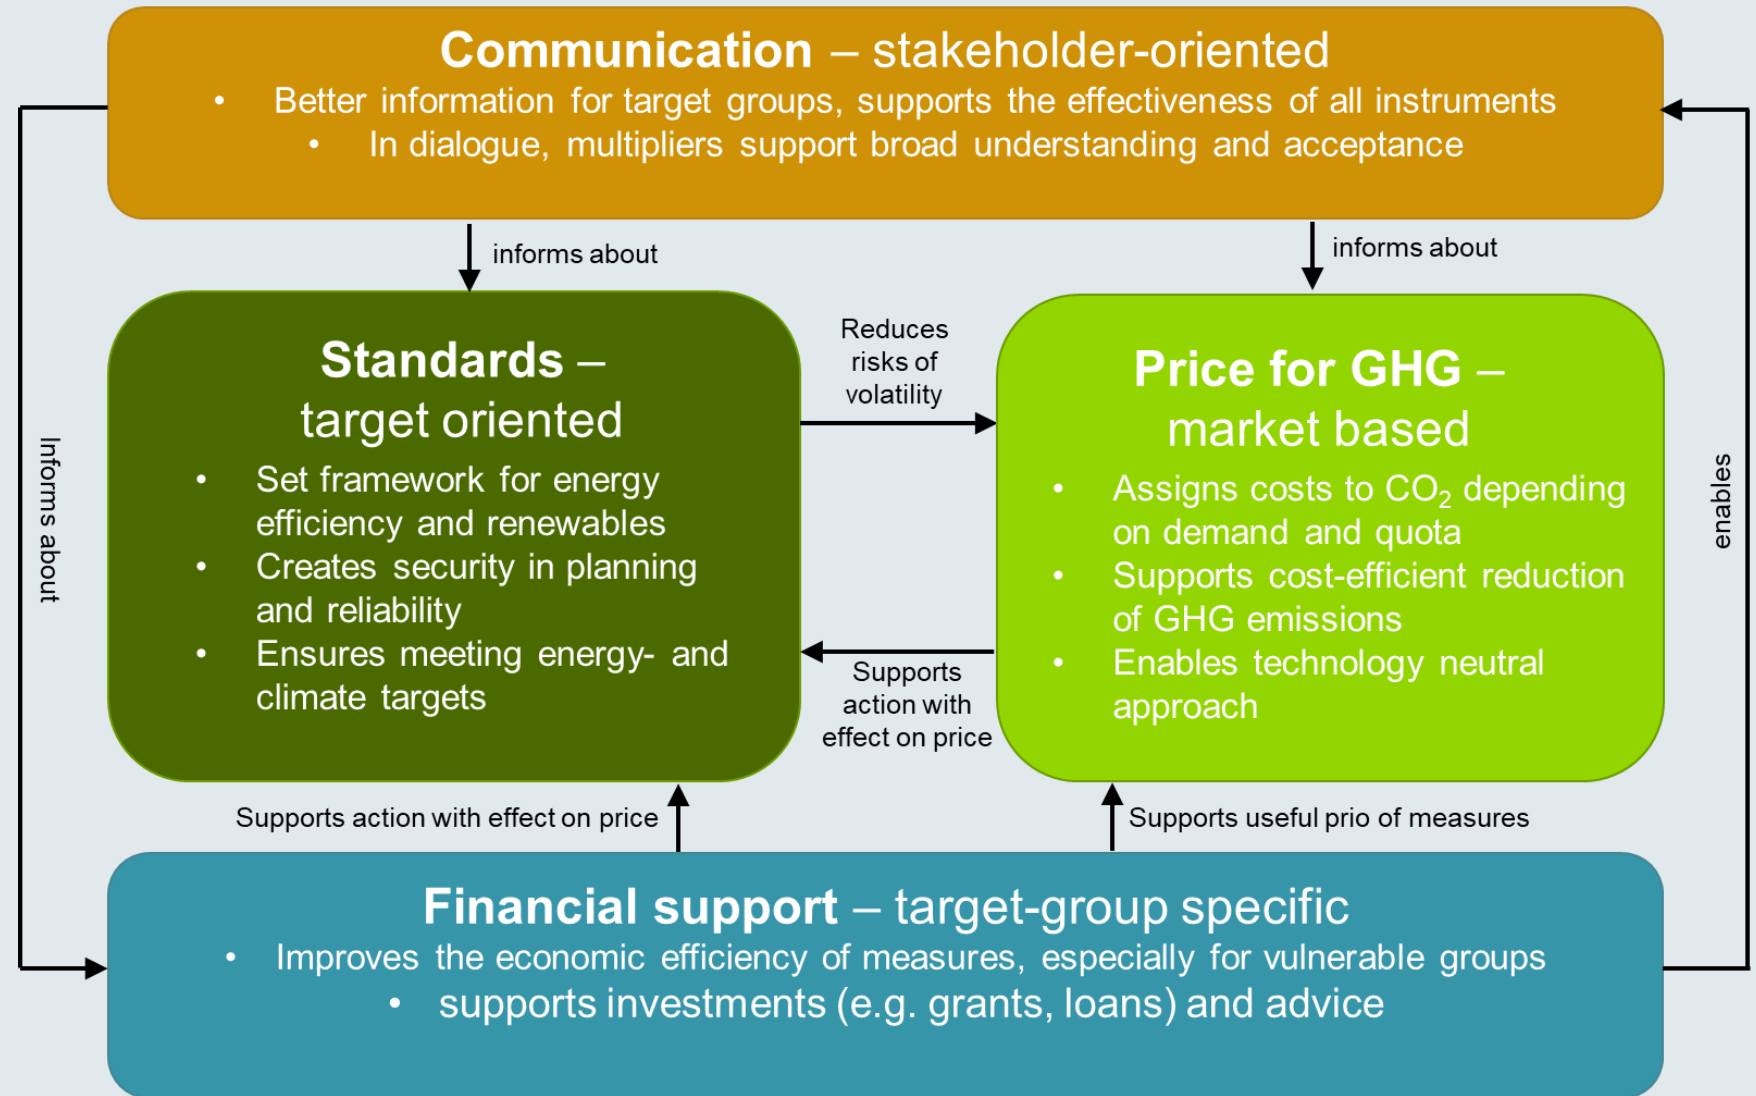 Communication – stakeholder-oriented
• Better information for target groups, supports the effectiveness of all instruments
• In dialogue, multipliers support broad understanding and acceptance
informs about
informs about
Standards –
target oriented
• Set framework for energy
efficiency and renewables
• Creates security in planning
and reliability
• Ensures meeting energy- and
climate targets
Reduces
risks of
volatility
Supports
action with
effect on price
Price for GHG –
market based
• Assigns costs to CO₂ depending
on demand and quota
• Supports cost-efficient reduction
of GHG emissions
• Enables technology neutral
approach
Informs about
enables
Supports action with effect on price
Supports useful prio of measures
Financial support – target-group specific
• Improves the economic efficiency of measures, especially for vulnerable groups
• supports investments (e.g. grants, loans) and advice